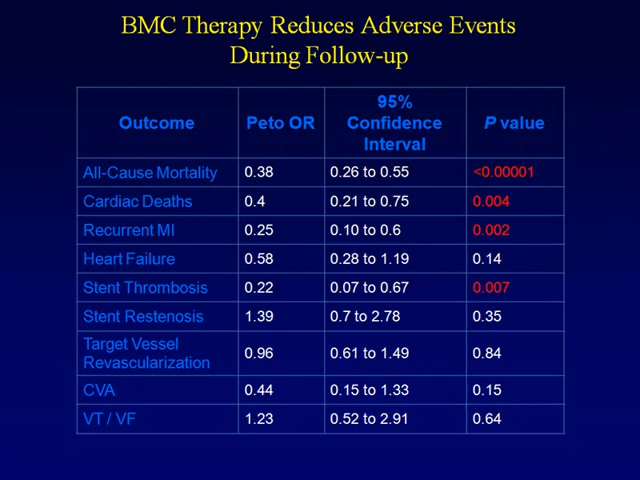 BMC Therapy Reduces Adverse Events
During Follow-up
Outcome Peto OR 95% Confidence Interval P value
All-Cause Mortality 0.38 0.26 to 0.55 <0.00001
Cardiac Deaths 0.4 0.21 to 0.75 0.004
Recurrent MI 0.25 0.10 to 0.6 0.002
Heart Failure 0.58 0.28 to 1.19 0.14
Stent Thrombosis 0.22 0.07 to 0.67 0.007
Stent Restenosis 1.39 0.7 to 2.78 0.35
Target Vessel Revascularization 0.96 0.61 to 1.49 0.84
CVA 0.44 0.15 to 1.33 0.15
VT / VF 1.23 0.52 to 2.91 0.64